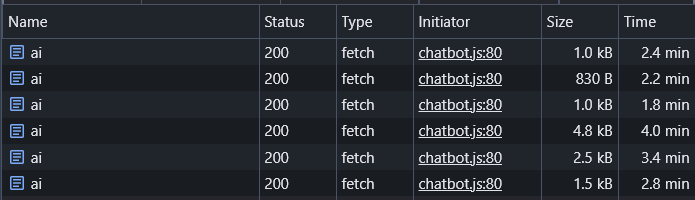 Name Status Type Initiator Size Time
ai 200 fetch chatbot.js:80 1.0 kB 2.4 min
ai 200 fetch chatbot.js:80 830 B 2.2 min
ai 200 fetch chatbot.js:80 1.0 kB 1.8 min
ai 200 fetch chatbot.js:80 4.8 kB 4.0 min
ai 200 fetch chatbot.js:80 2.5 kB 3.4 min
ai 200 fetch chatbot.js:80 1.5 kB 2.8 min